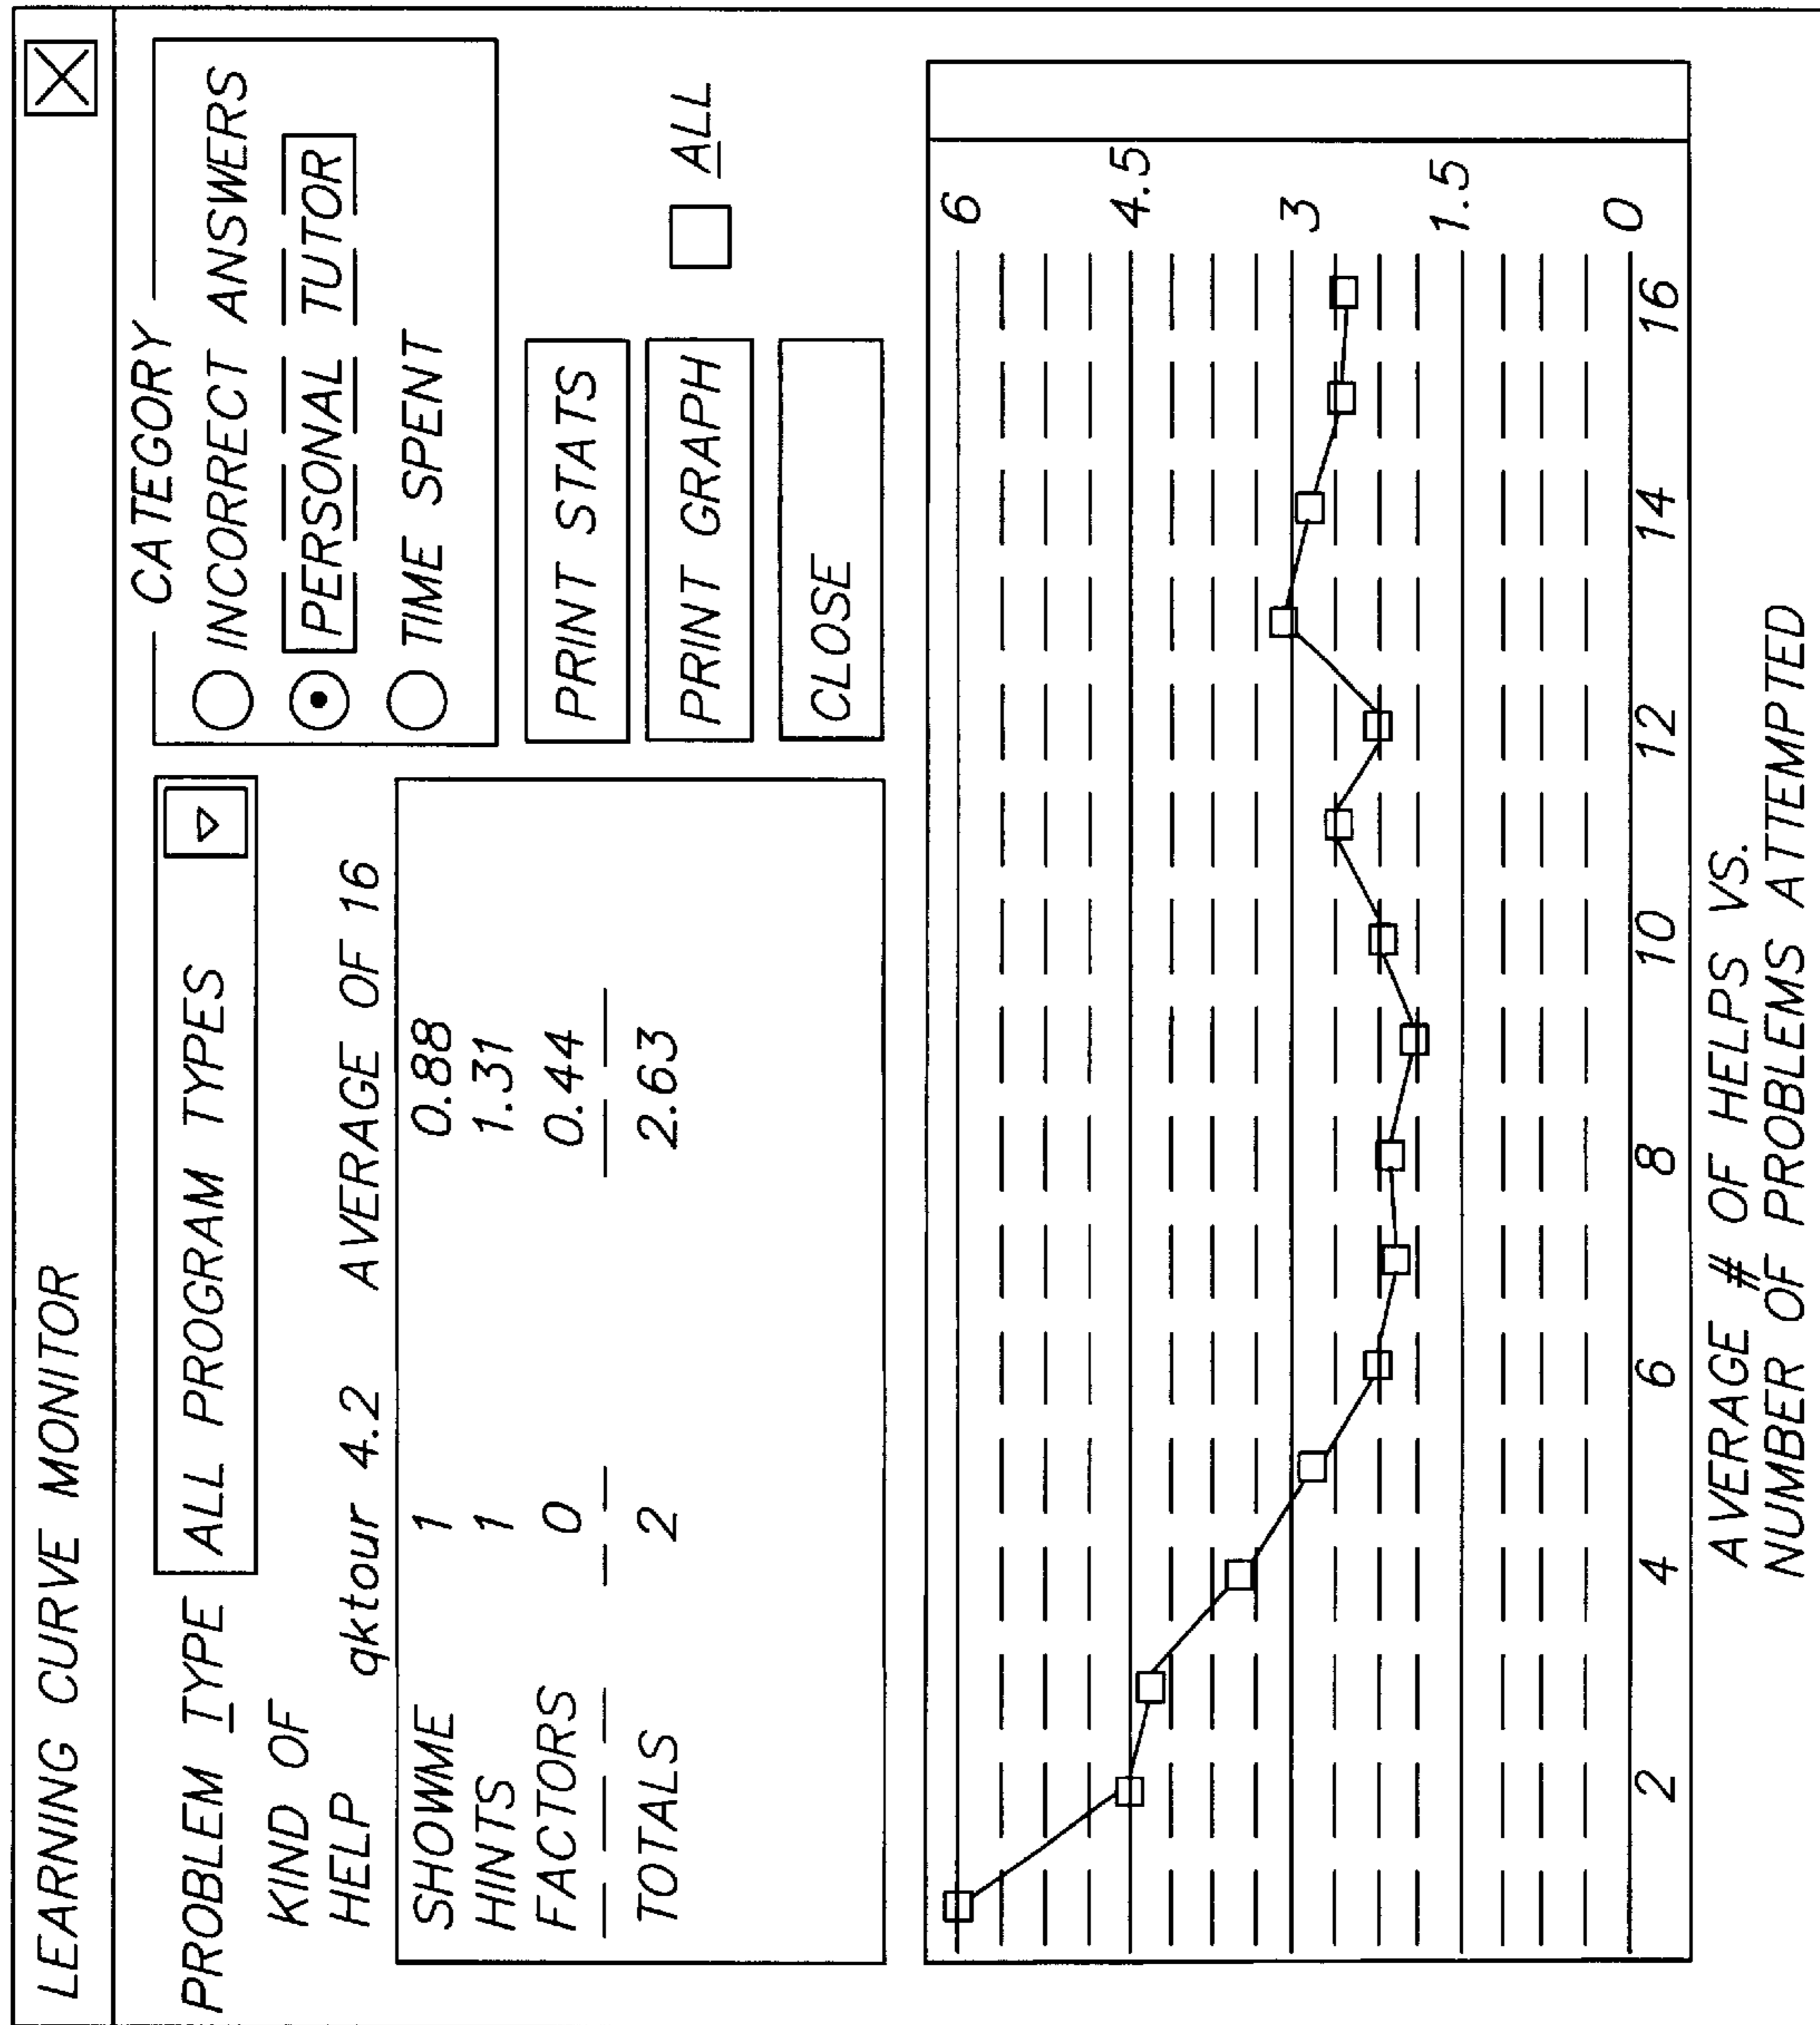 LEARNING CURVE MONITOR
PROBLEM TYPE ALL PROGRAM TYPES
CATEGORY
INCORRECT ANSWERS
PERSONAL TUTOR
TIME SPENT
KIND OF
HELP
qktour 4.2 AVERAGE OF 16
SHOWME 1 0.88
HINTS 1 1.31
FACTORS 0 0.44
TOTALS 2 2.63
PRINT STATS
PRINT GRAPH ALL
CLOSE
6
4.5
3
1.5
0
2 4 6 8 10 12 14 16
AVERAGE # OF HELPS VS.
NUMBER OF PROBLEMS ATTEMPTED